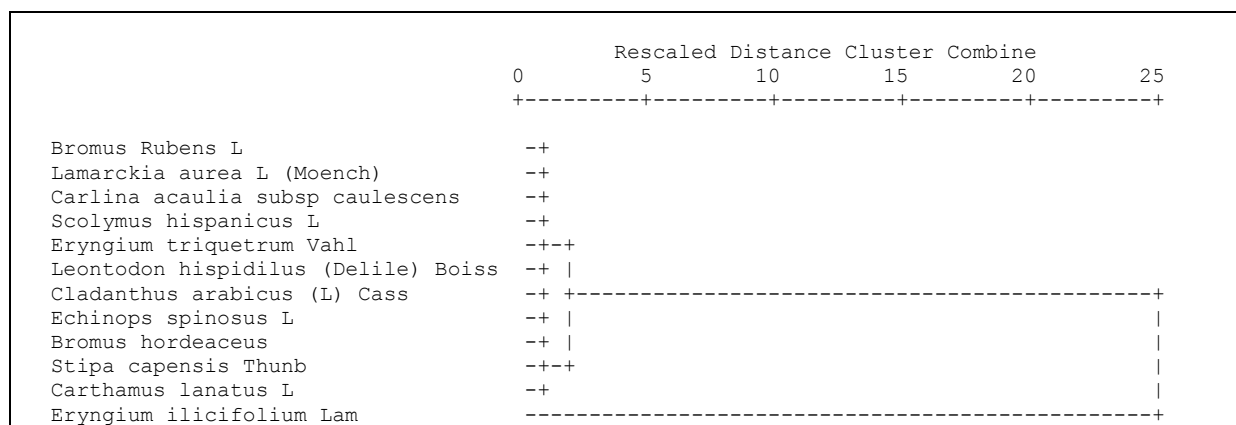 Rescaled Distance Cluster Combine
0 5 10 15 20 25
+---------+---------+---------+---------+---------+
Bromus Rubens L -+
Lamarckia aurea L (Moench) -+
Carlina acaulia subsp caulescens -+
Scolymus hispanicus L -+
Eryngium triquetrum Vahl -+-+
Leontodon hispidilus (Delile) Boiss -+ |
Cladanthus arabicus (L) Cass -+ +---------------------------------------------+
Echinops spinosus L -+ | |
Bromus hordeaceus -+ | |
Stipa capensis Thunb -+-+ |
Carthamus lanatus L -+ |
Eryngium ilicifolium Lam -------------------------------------------------+